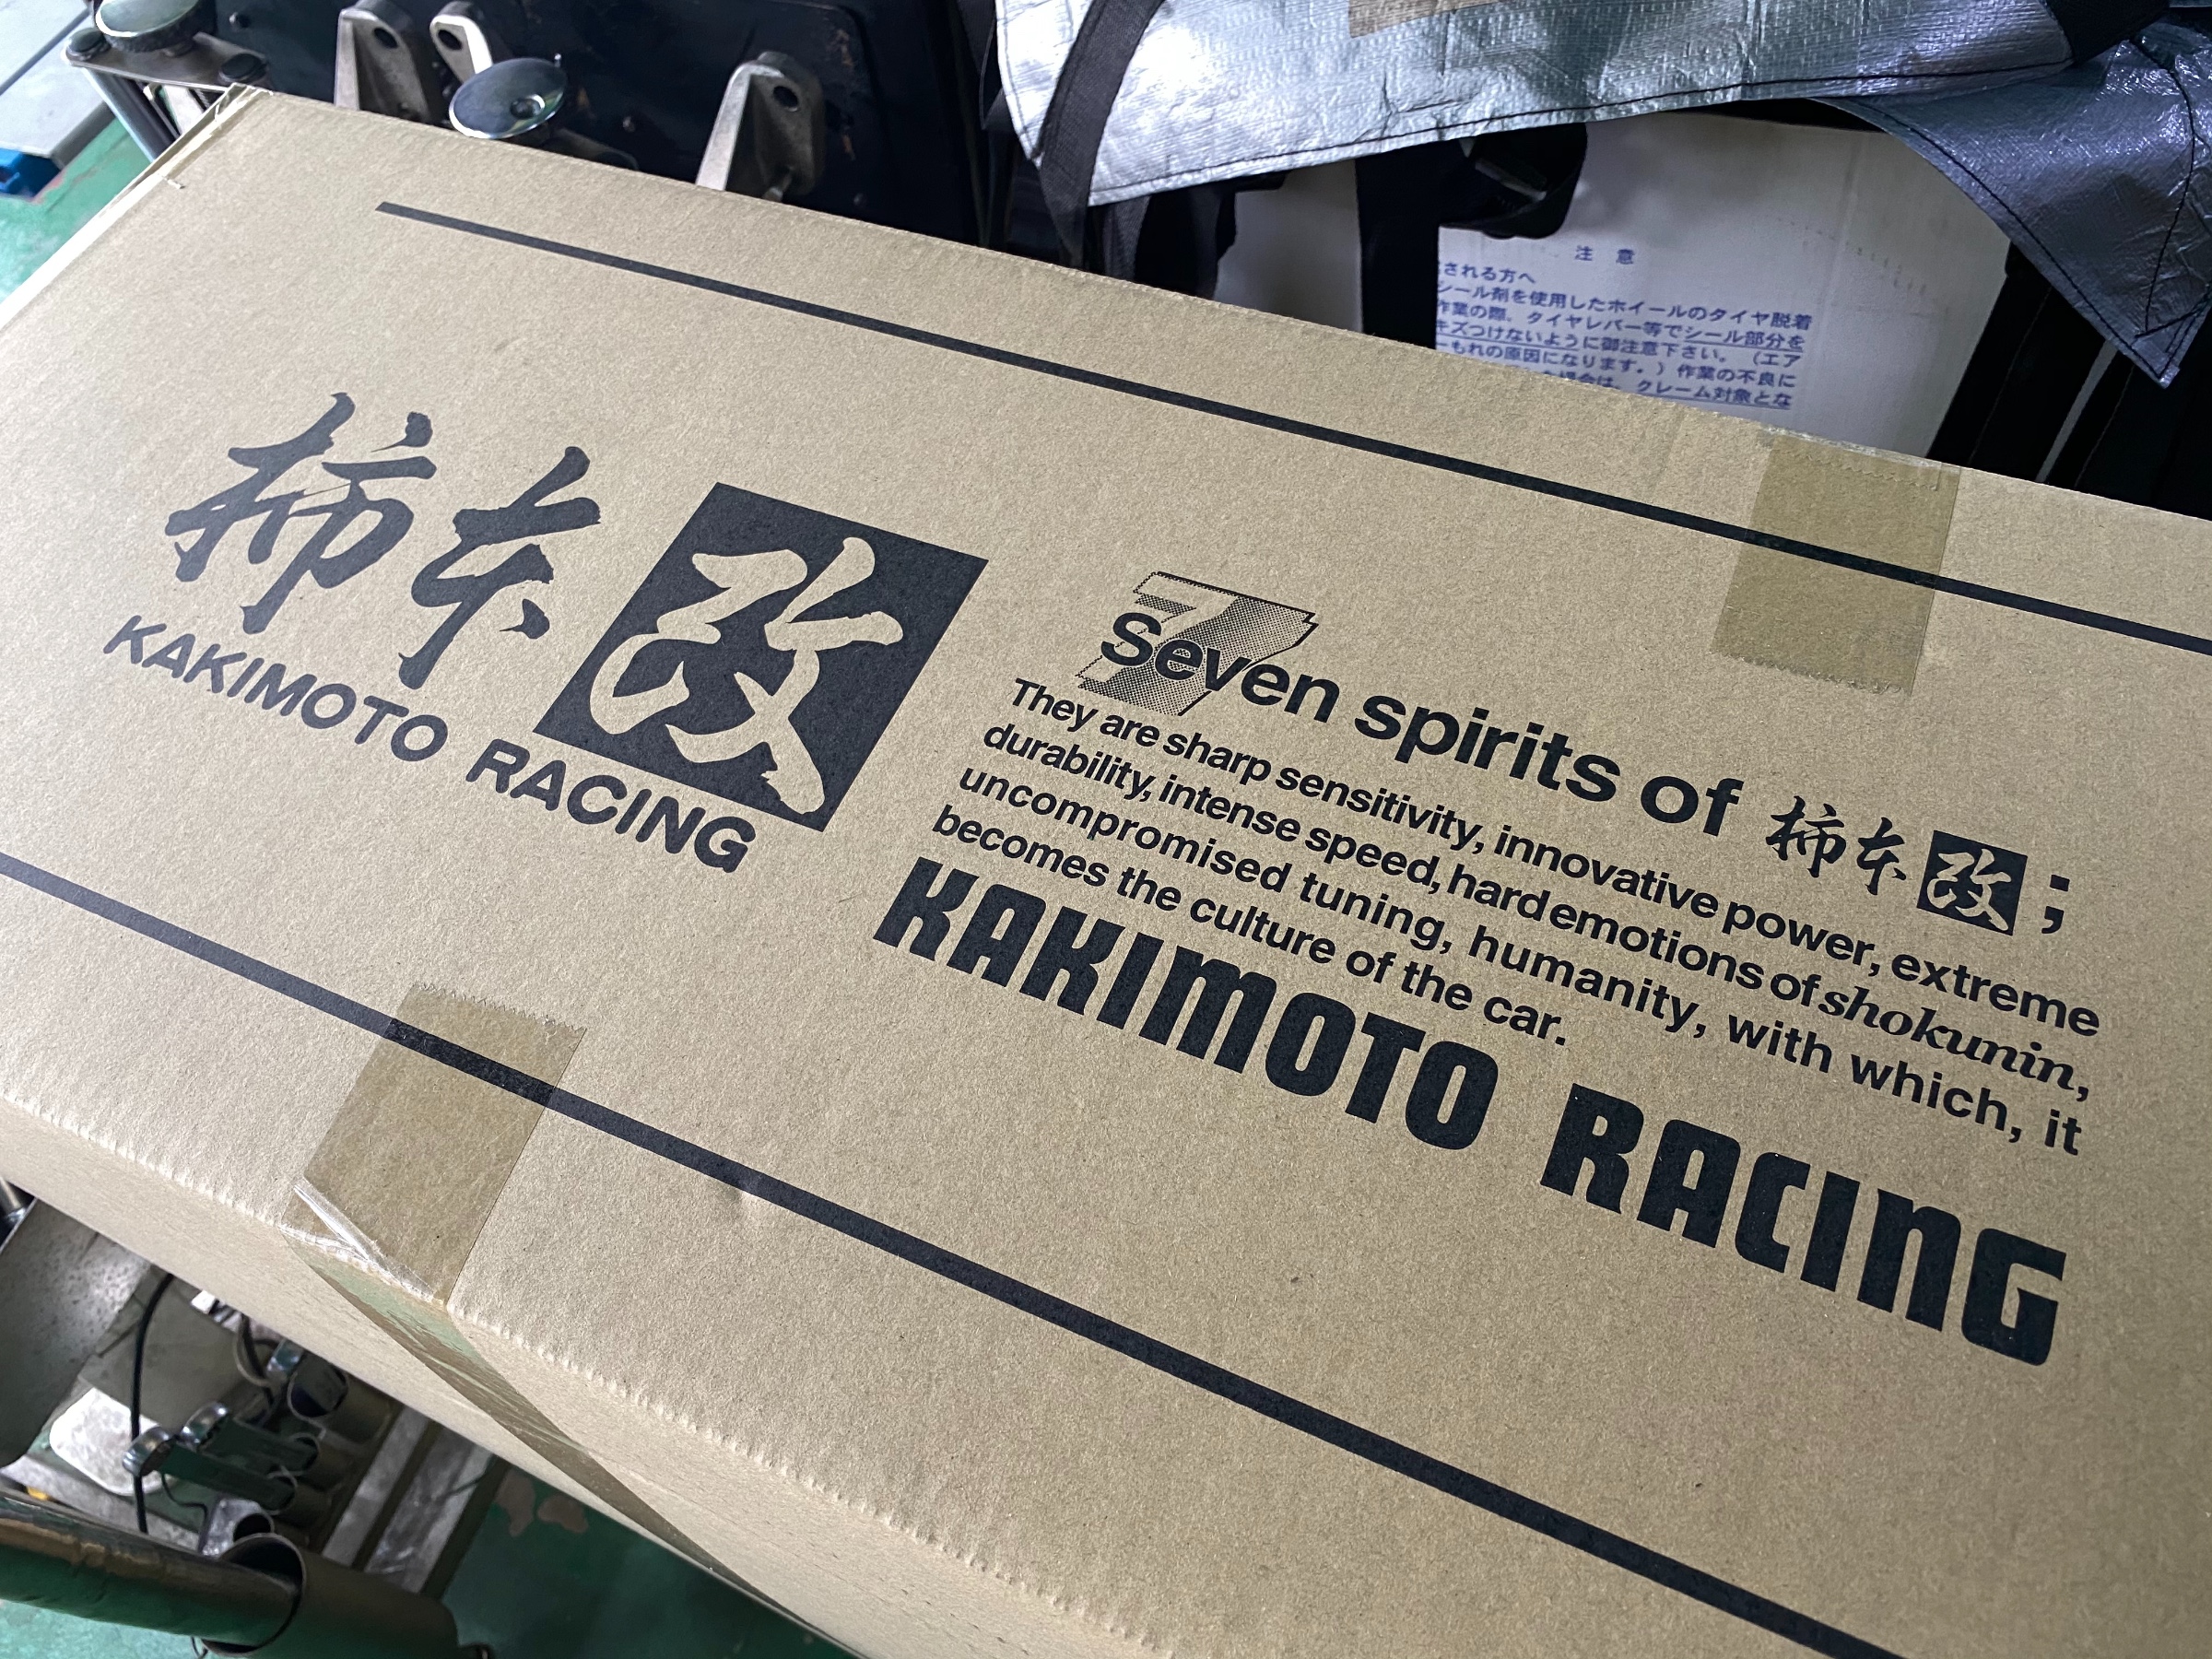 注 意
される方へ
シール剤を使用したホイールのタイヤ脱着
作業の際、タイヤレバー等でシール部分を
キズつけないように御注意下さい。（エア
ーもれの原因になります。）作業の不良に
場合は、クレーム対象とな
柿本改
KAKIMOTO RACING
7
Seven spirits of 柿本改;
They are sharp sensitivity, innovative power, extreme
durability, intense speed, hard emotions of shokunin,
uncompromised tuning, humanity, with which, it
becomes the culture of the car.
KAKIMOTO RACING